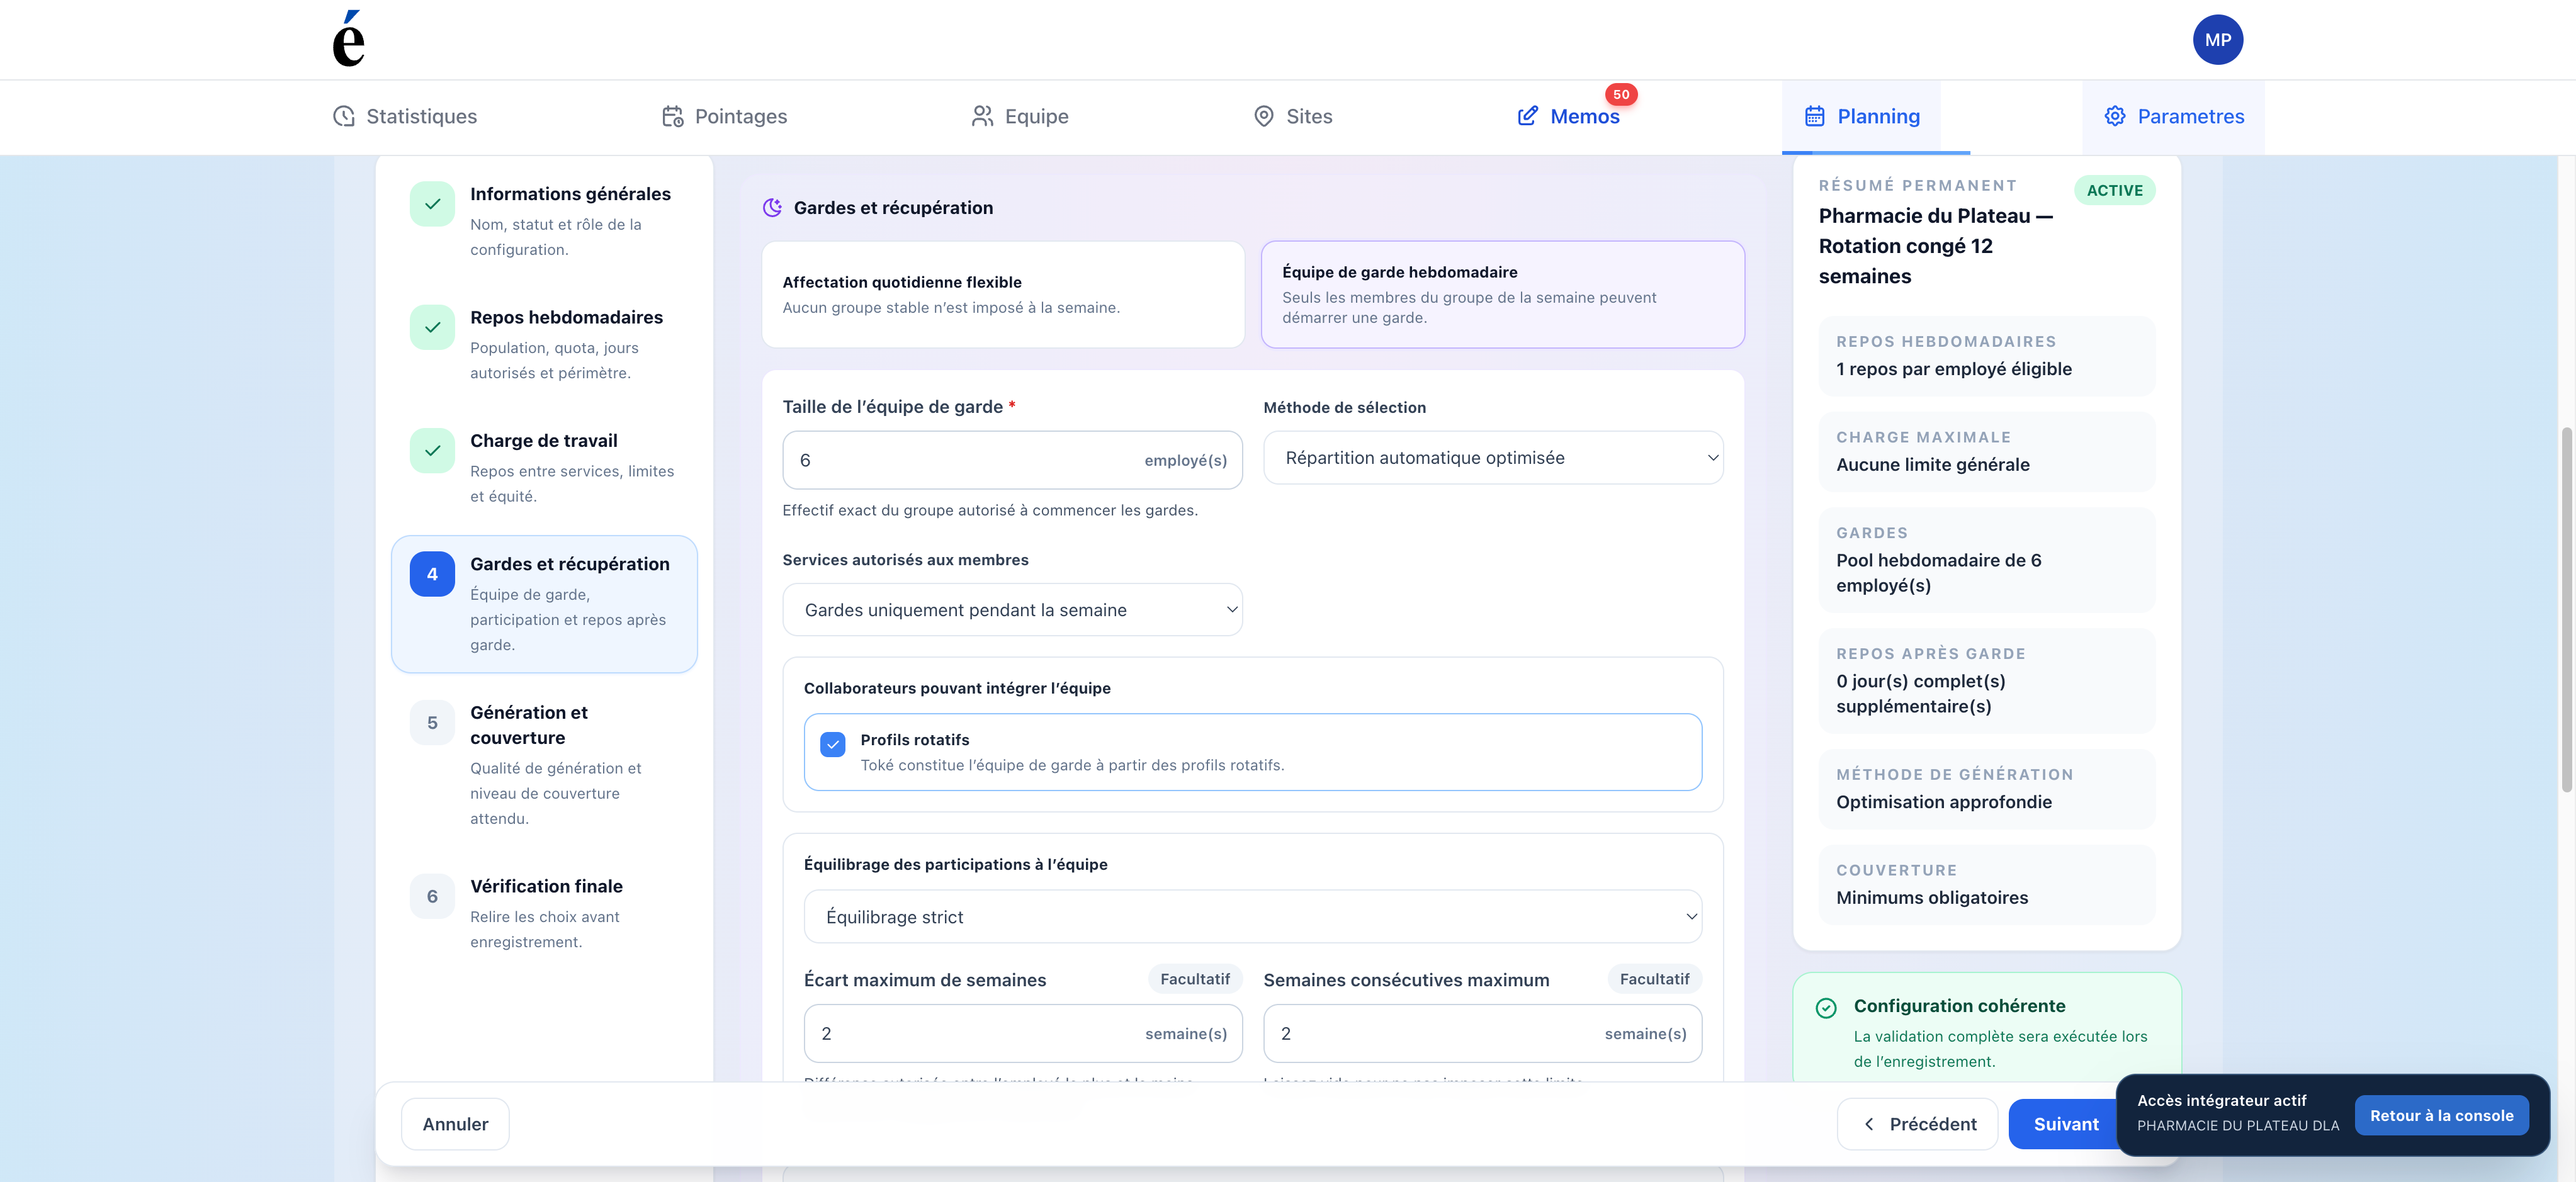 é
MP
Statistiques
Pointages
Equipe
Sites
Memos
50
Planning
Parametres
Informations générales
Nom, statut et rôle de la
configuration.
Repos hebdomadaires
Population, quota, jours
autorisés et périmètre.
Charge de travail
Repos entre services, limites
et équité.
4
Gardes et récupération
Équipe de garde,
participation et repos après
garde.
5
Génération et
couverture
Qualité de génération et
niveau de couverture
attendu.
6
Vérification finale
Relire les choix avant
enregistrement.
Gardes et récupération
Affectation quotidienne flexible
Aucun groupe stable n’est imposé à la semaine.
Équipe de garde hebdomadaire
Seuls les membres du groupe de la semaine peuvent
démarrer une garde.
Taille de l’équipe de garde *
6 employé(s)
Effectif exact du groupe autorisé à commencer les gardes.
Méthode de sélection
Répartition automatique optimisée
Services autorisés aux membres
Gardes uniquement pendant la semaine
Collaborateurs pouvant intégrer l’équipe
Profils rotatifs
Toké constitue l’équipe de garde à partir des profils rotatifs.
Équilibrage des participations à l’équipe
Équilibrage strict
Écart maximum de semaines Facultatif
2 semaine(s)
Semaines consécutives maximum Facultatif
2 semaine(s)
RÉSUMÉ PERMANENT
ACTIVE
Pharmacie du Plateau —
Rotation congé 12
semaines
REPOS HEBDOMADAIRES
1 repos par employé éligible
CHARGE MAXIMALE
Aucune limite générale
GARDES
Pool hebdomadaire de 6
employé(s)
REPOS APRÈS GARDE
0 jour(s) complet(s)
supplémentaire(s)
MÉTHODE DE GÉNÉRATION
Optimisation approfondie
COUVERTURE
Minimums obligatoires
Configuration cohérente
La validation complète sera exécutée lors
de l’enregistrement.
Annuler
Précédent
Suivant
Accès intégrateur actif
PHARMACIE DU PLATEAU DLA
Retour à la console